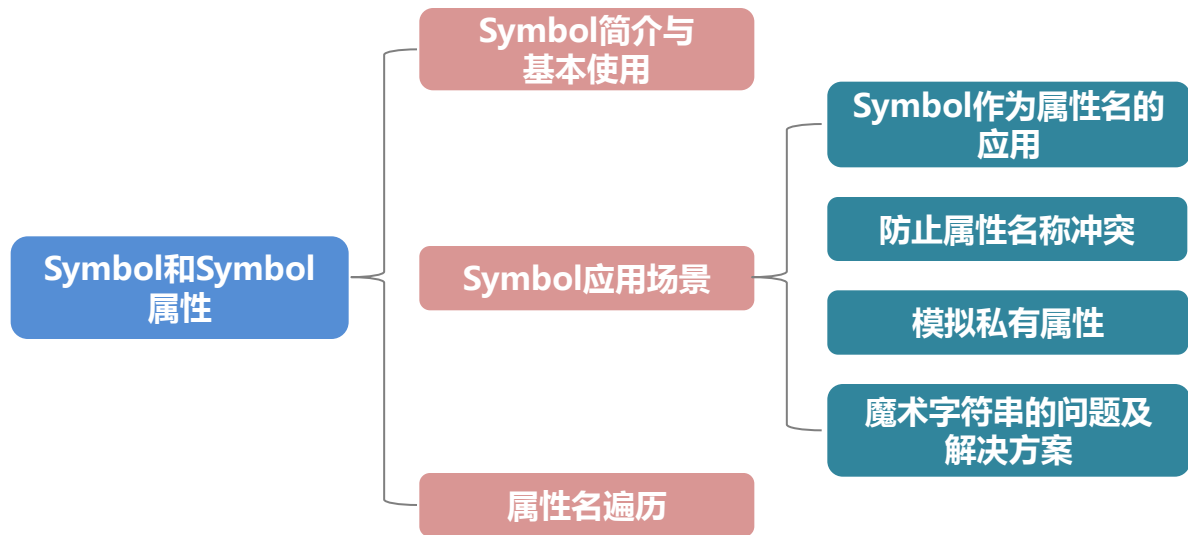 Symbol和Symbol
属性
Symbol简介与
基本使用
Symbol应用场景
Symbol作为属性名的
应用
防止属性名称冲突
模拟私有属性
魔术字符串的问题及
解决方案
属性名遍历